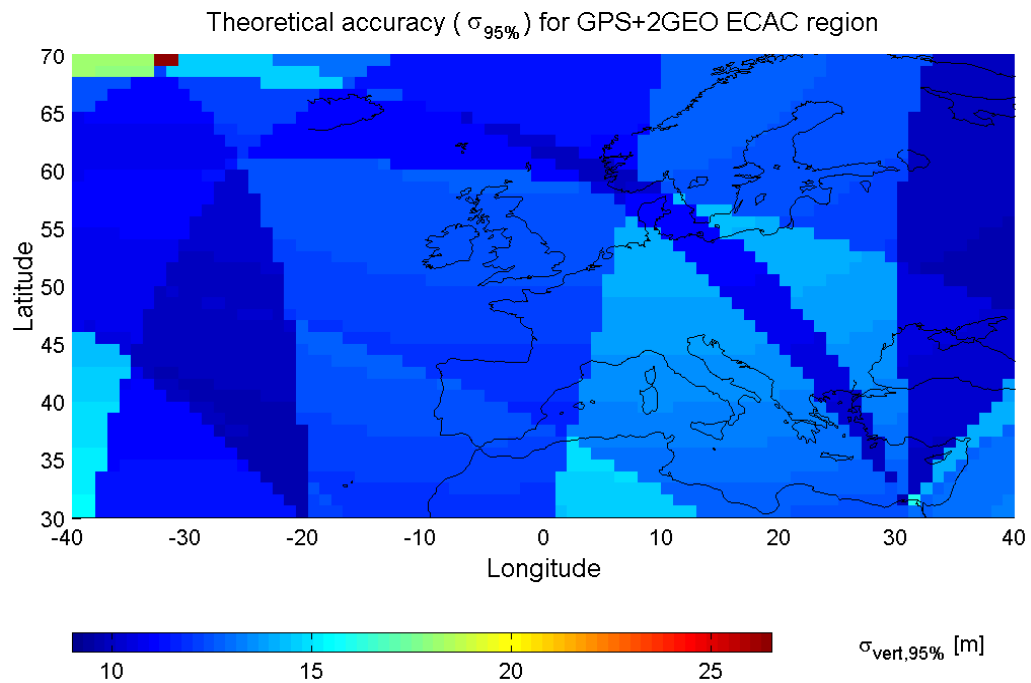 Theoretical accuracy ( σ95%) for GPS+2GEO ECAC region
70
65
60
55
50
45
40
35
30
Latitude
-40 -30 -20 -10 0 10 20 30 40
Longitude
10 15 20 25
σvert,95% [m]